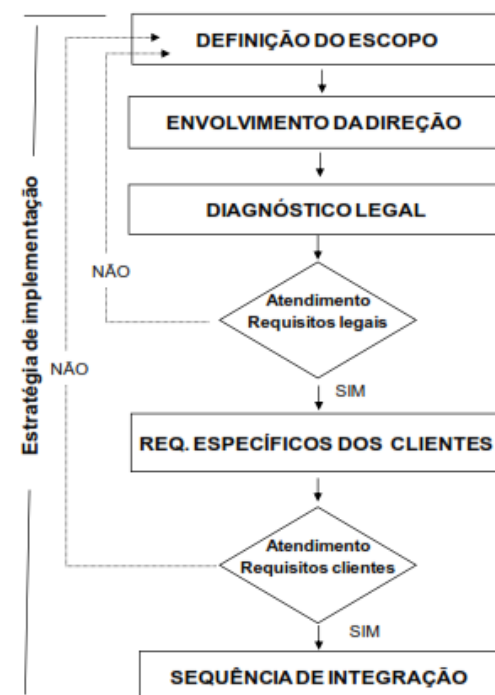 DEFINIÇÃO DO ESCOPO
ENVOLVIMENTO DA DIREÇÃO
DIAGNÓSTICO LEGAL
Atendimento
Requisitos legais
NÃO
SIM
REQ. ESPECÍFICOS DOS CLIENTES
Atendimento
Requisitos clientes
NÃO
SIM
SEQUÊNCIA DE INTEGRAÇÃO
Estratégia de implementação